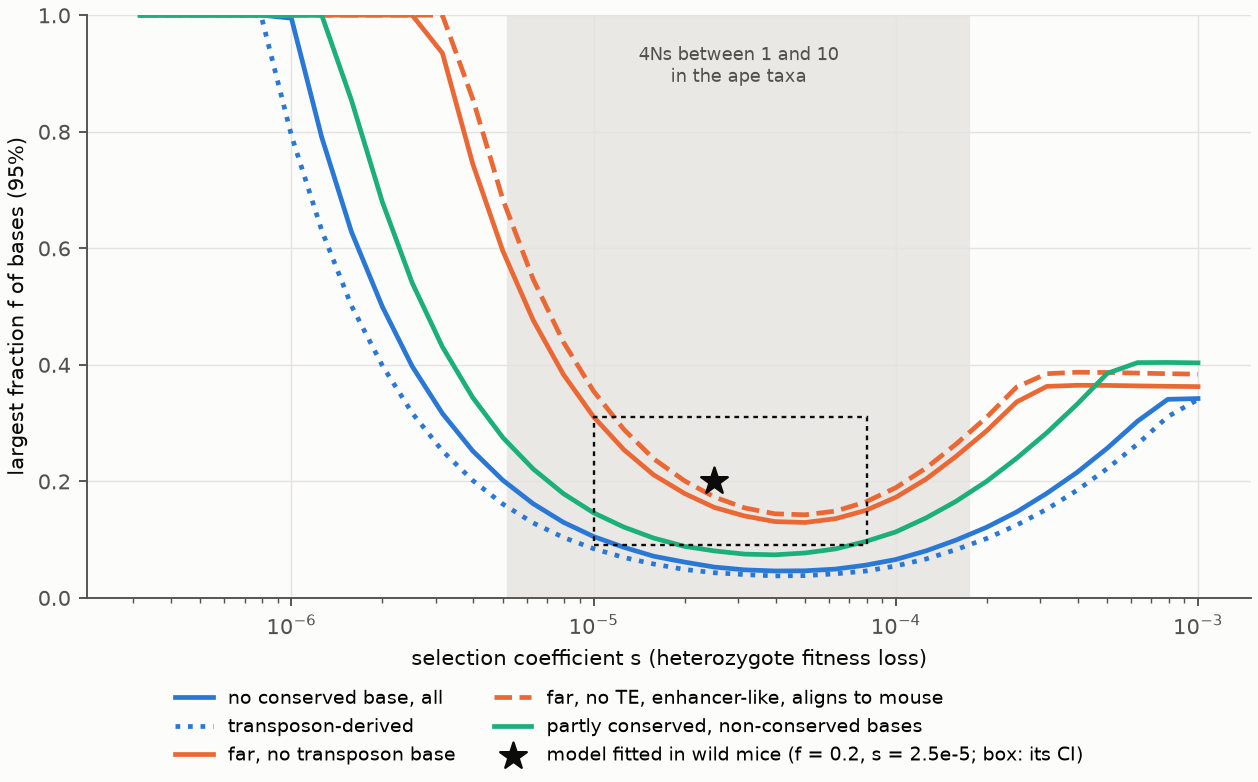 1.0
0.8
0.6
0.4
0.2
0.0
largest fraction f of bases (95%)
4Ns between 1 and 10
in the ape taxa
10⁻⁶
10⁻⁵
10⁻⁴
10⁻³
selection coefficient s (heterozygote fitness loss)
no conserved base, all
transposon-derived
far, no transposon base
far, no TE, enhancer-like, aligns to mouse
partly conserved, non-conserved bases
model fitted in wild mice (f = 0.2, s = 2.5e-5; box: its CI)